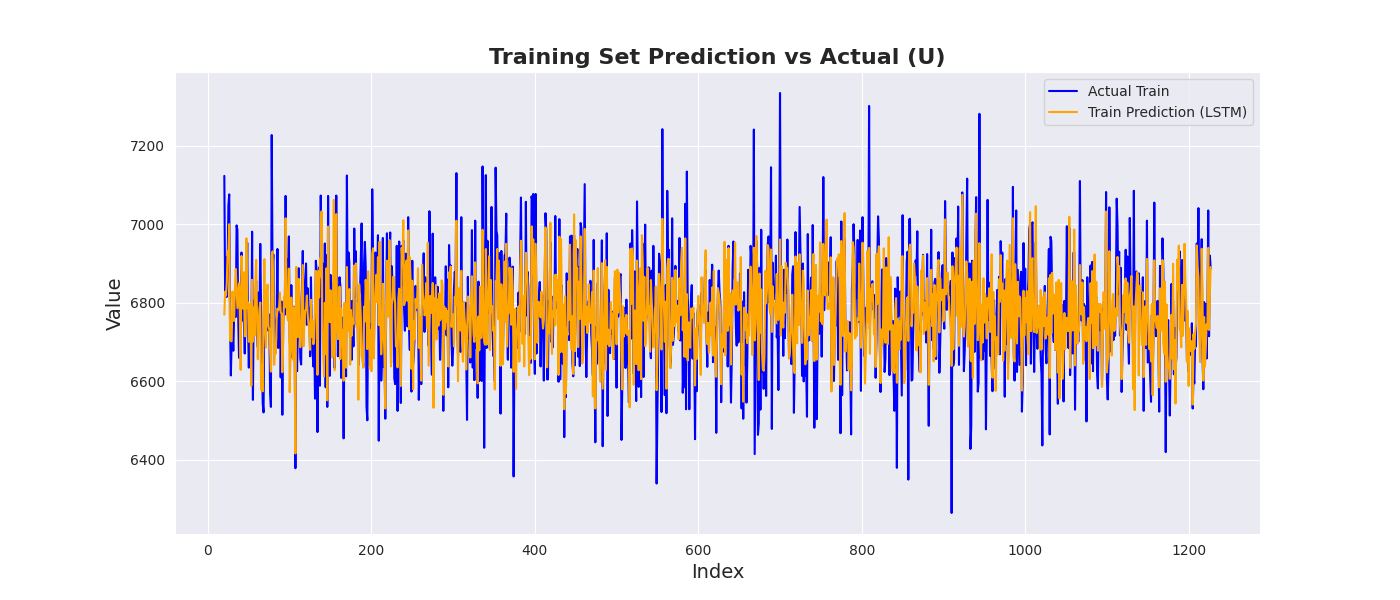 Training Set Prediction vs Actual (U)
Actual Train
Train Prediction (LSTM)
7200
7000
6800
6600
6400
Value
0 200 400 600 800 1000 1200
Index